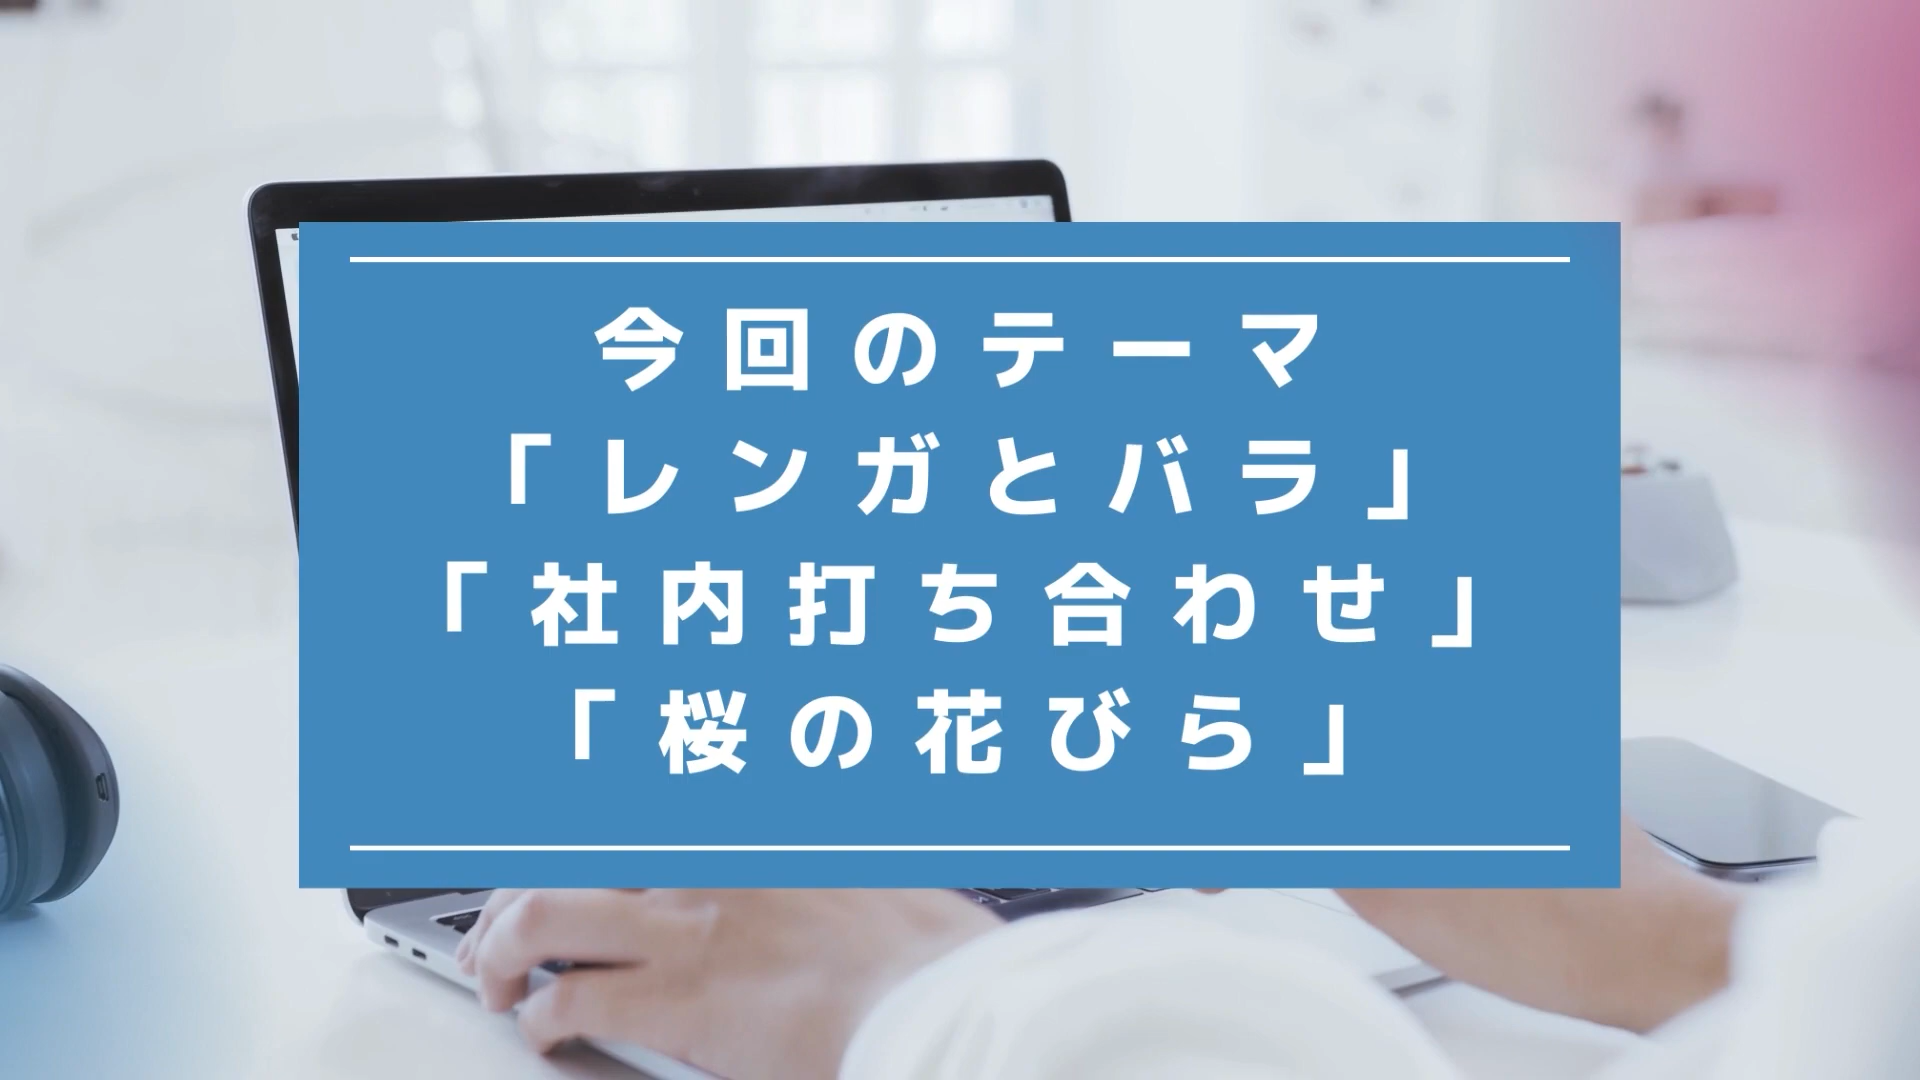 今回のテーマ
「レンガとバラ」
「社内打ち合わせ」
「桜の花びら」